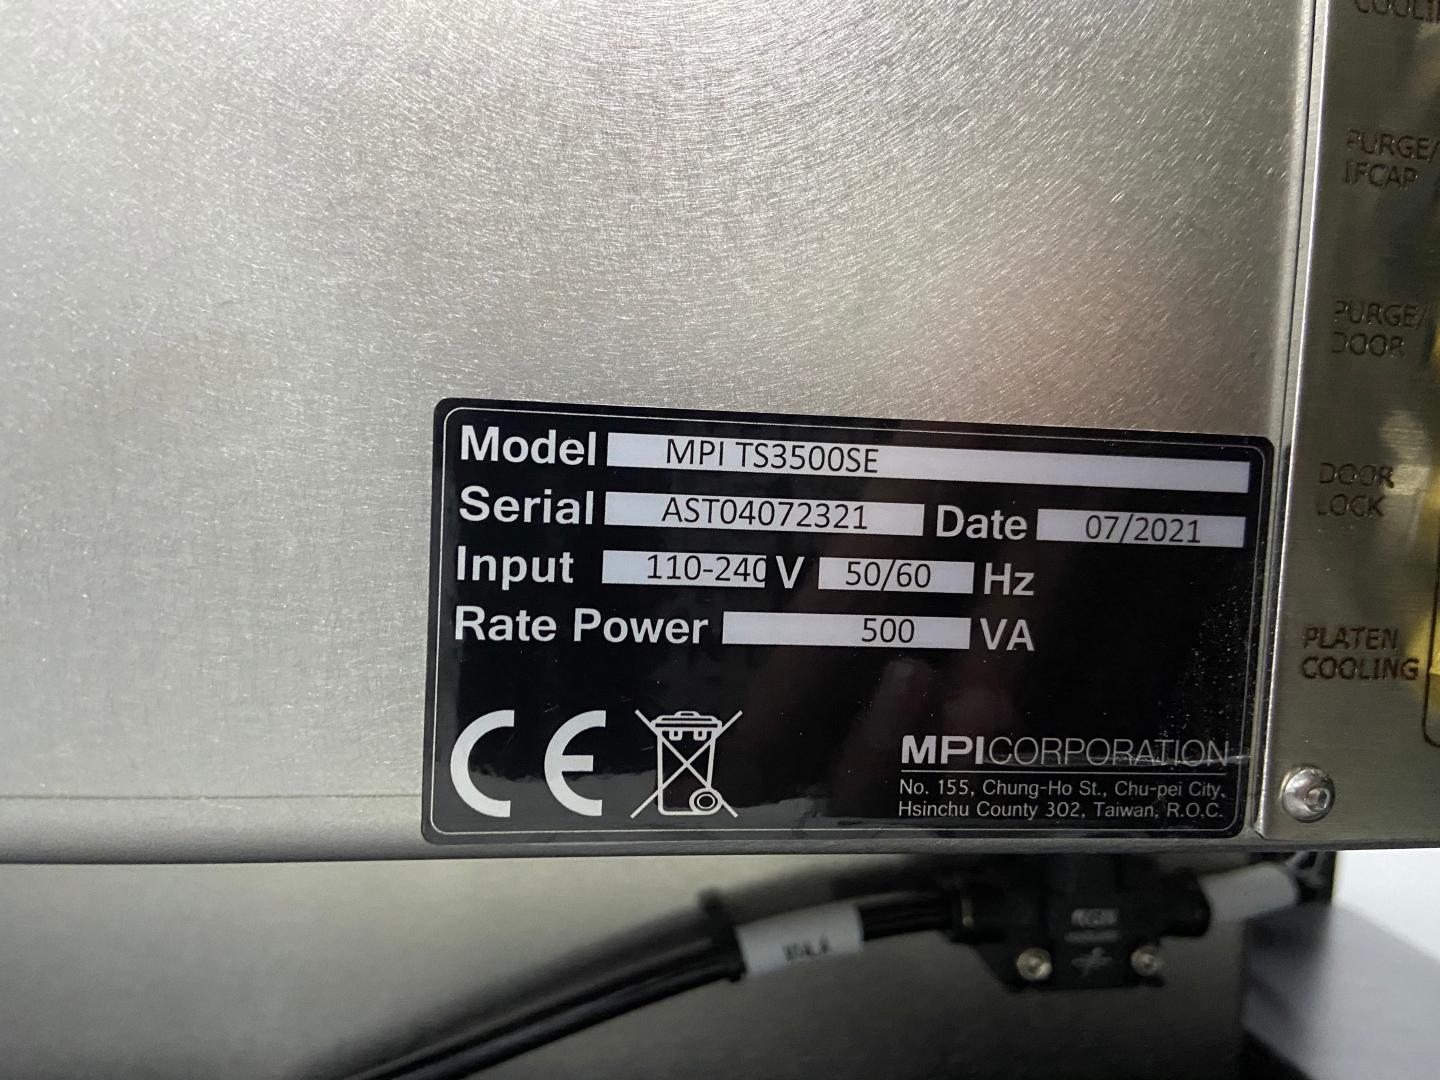 Model MPI TS3500SE
Serial AST04072321 Date 07/2021
Input 110-240 V 50/60 Hz
Rate Power 500 VA
CE
MPI CORPORATION
No. 155, Chung-Ho St., Chu-pei City,
Hsinchu County 302, Taiwan, R.O.C.
PURGE/
IFCAP
PURGE/
DOOR
DOOR
LOCK
PLATEN
COOLING